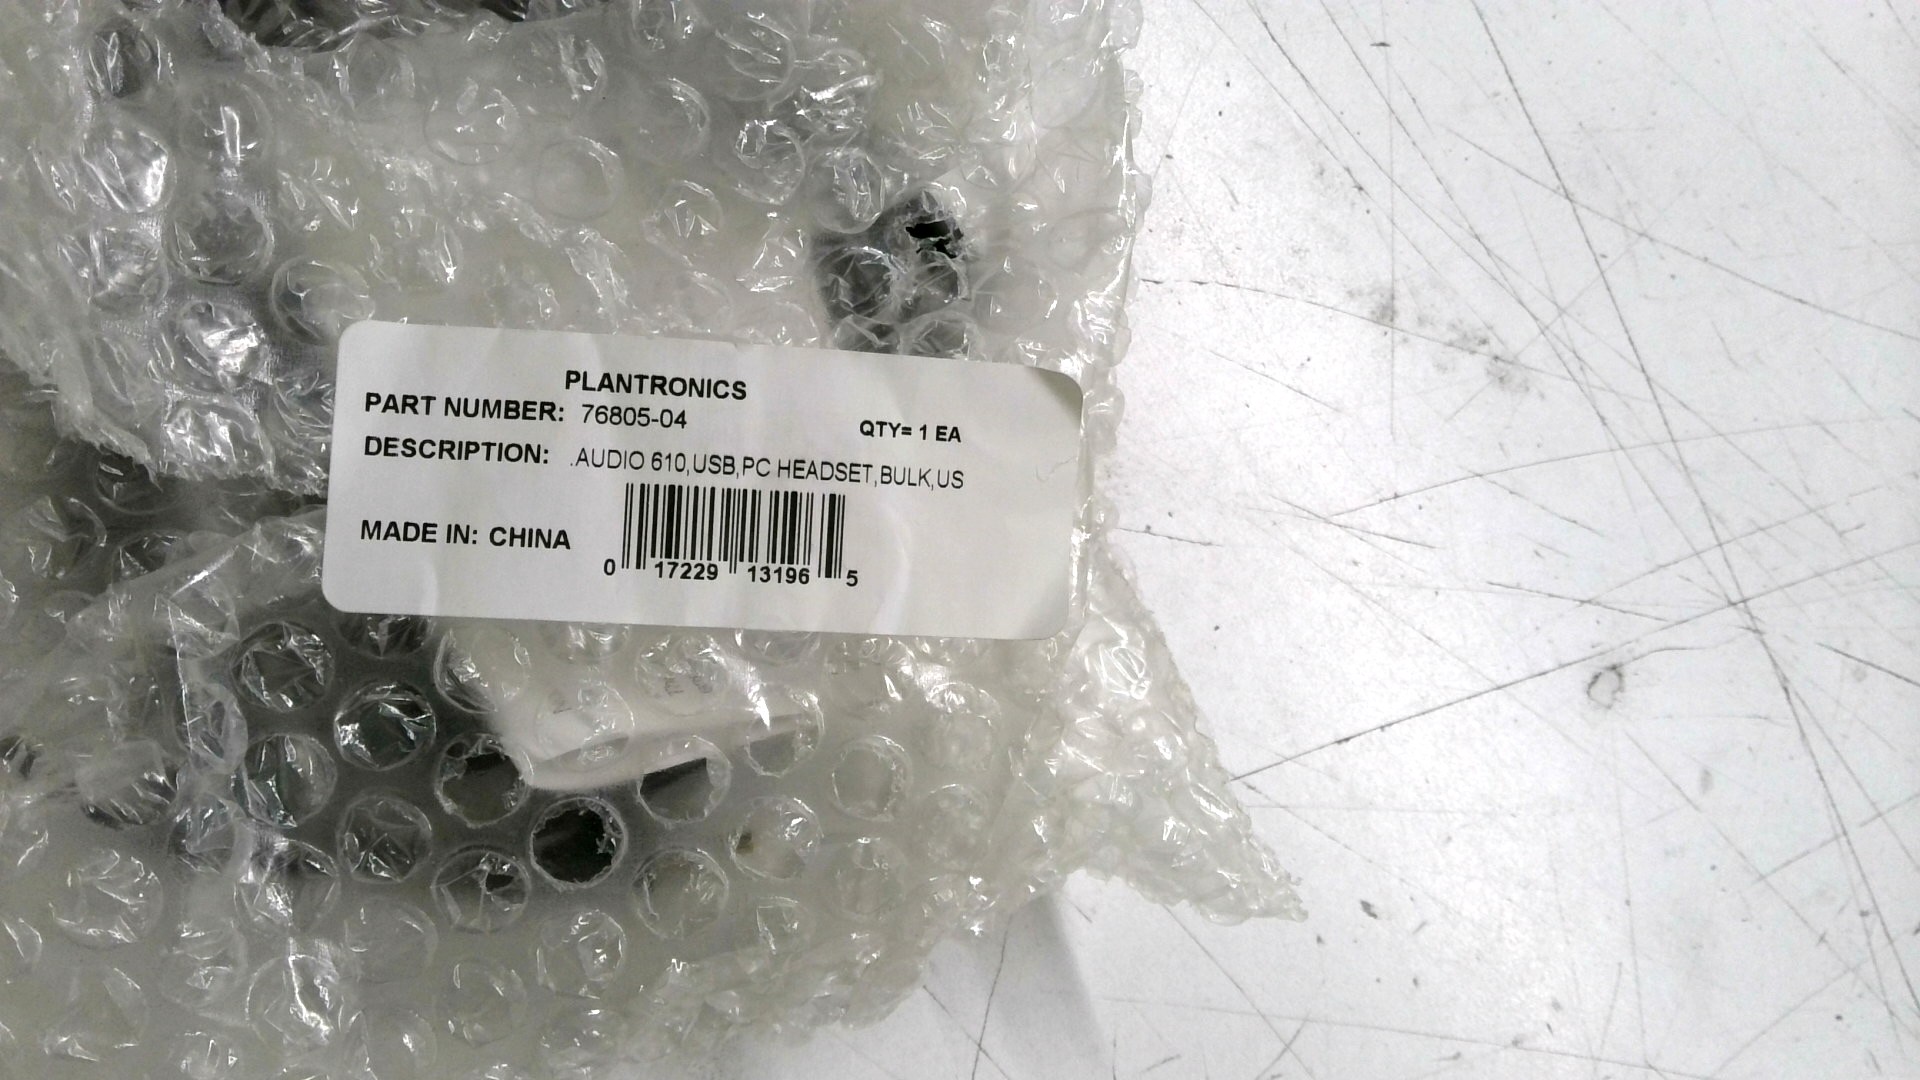 PLANTRONICS
PART NUMBER: 76805-04 QTY= 1 EA
DESCRIPTION: .AUDIO 610,USB,PC HEADSET,BULK,US
MADE IN: CHINA
0 17229 13196 5